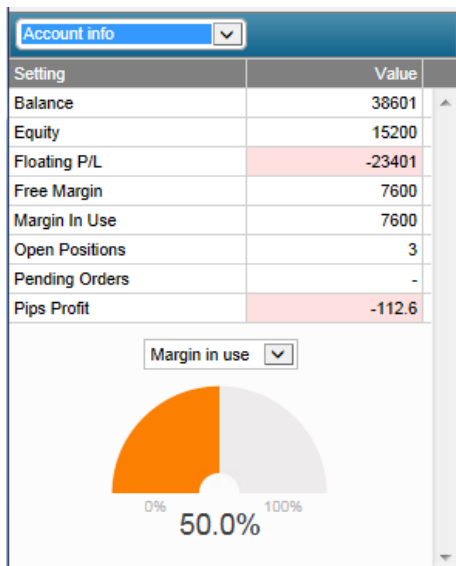 Account info
Setting Value
Balance 38601
Equity 15200
Floating P/L -23401
Free Margin 7600
Margin In Use 7600
Open Positions 3
Pending Orders -
Pips Profit -112.6
Margin in use
0% 100%
50.0%